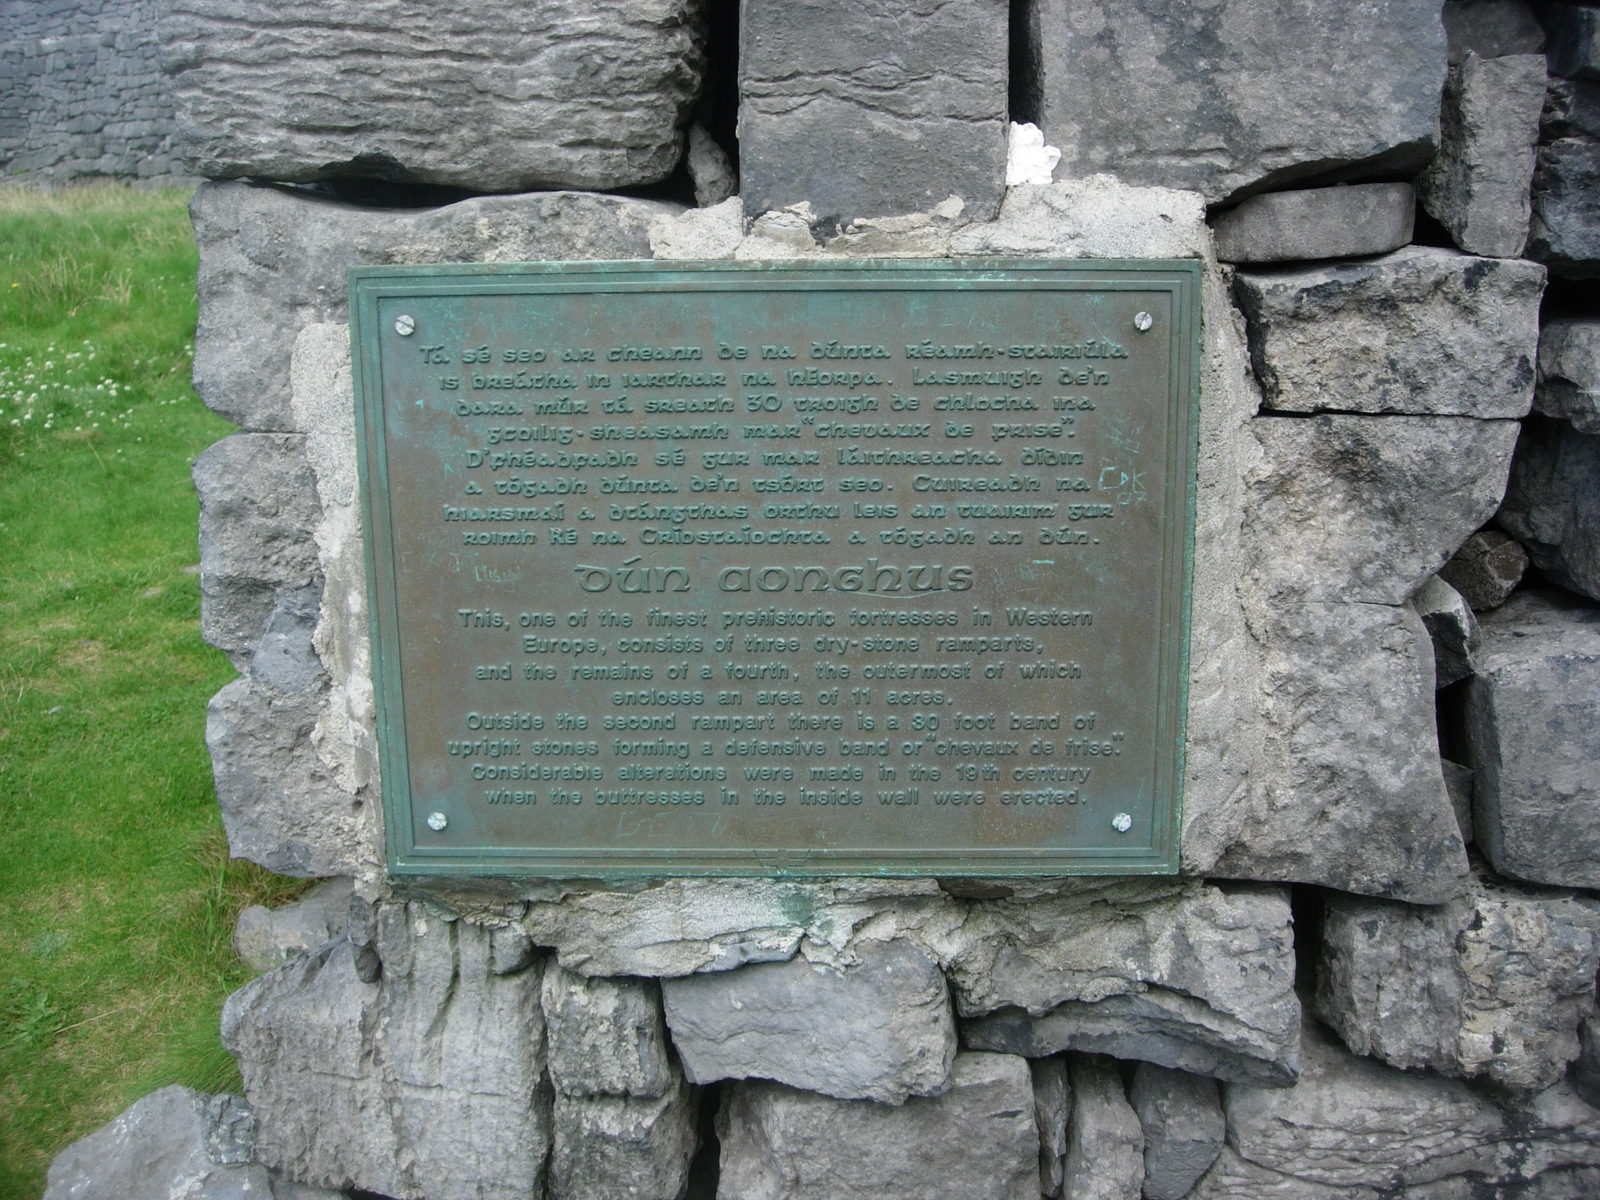 Tá sé seo ar cheann de na dúnta réamh-stairiúla
is breátha in iarthar na hEorpa. Lasmuigh de'n
dara múr tá sreath 30 troigh de chlocha ina
gcoilig-sheasamh mar "chevaux de frise".
D'fhéadfadh sé gur mar láithreacha dídin
a tógadh dúnta de'n tsórt seo. Cuireadh na
hiarsmaí a dtángthas orthu leis an tuairim gur
roimh Ré na Críostaíochta a tógadh an dún.
Dún Aonghus
This, one of the finest prehistoric fortresses in Western
Europe, consists of three dry-stone ramparts,
and the remains of a fourth, the outermost of which
encloses an area of 11 acres.
Outside the second rampart there is a 30 foot band of
upright stones forming a defensive band or "chevaux de frise."
Considerable alterations were made in the 19th century
when the buttresses in the inside wall were erected.